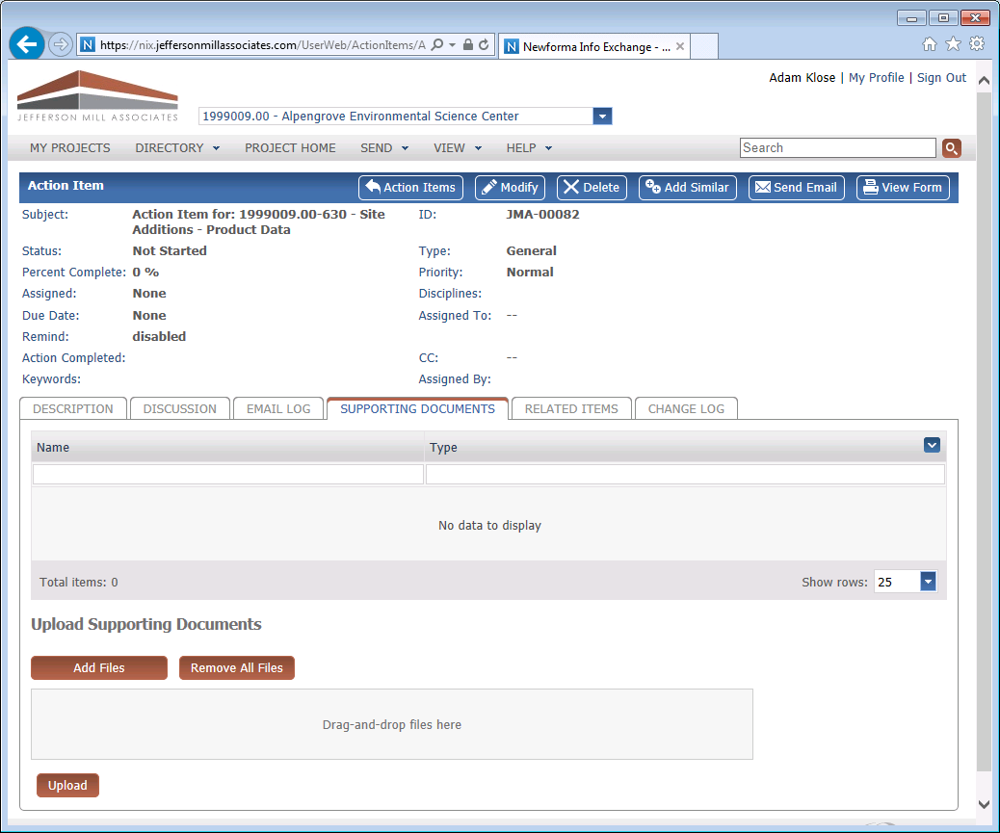 https://nix.jeffersonmillassociates.com/UserWeb/ActionItems/A
Newforma Info Exchange - ...
Adam Klose | My Profile | Sign Out
JEFFERSON MILL ASSOCIATES
1999009.00 - Alpengrove Environmental Science Center
MY PROJECTS DIRECTORY PROJECT HOME SEND VIEW HELP Search
Action Item Action Items Modify Delete Add Similar Send Email View Form
Subject: Action Item for: 1999009.00-630 - Site ID: JMA-00082
Additions - Product Data
Status: Not Started Type: General
Percent Complete: 0 % Priority: Normal
Assigned: None Disciplines:
Due Date: None Assigned To: --
Remind: disabled
Action Completed: CC: --
Keywords: Assigned By:
DESCRIPTION DISCUSSION EMAIL LOG SUPPORTING DOCUMENTS RELATED ITEMS CHANGE LOG
Name Type
No data to display
Total items: 0 Show rows: 25
Upload Supporting Documents
Add Files Remove All Files
Drag-and-drop files here
Upload